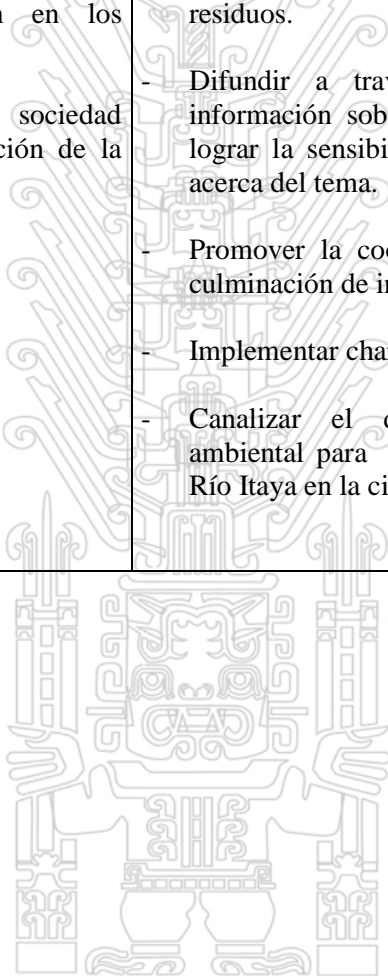 en los
sociedad
ción de la
residuos.
- Difundir a trav
información sob
lograr la sensibi
acerca del tema.
- Promover la coo
culminación de in
- Implementar char
- Canalizar el d
ambiental para
Río Itaya en la ci